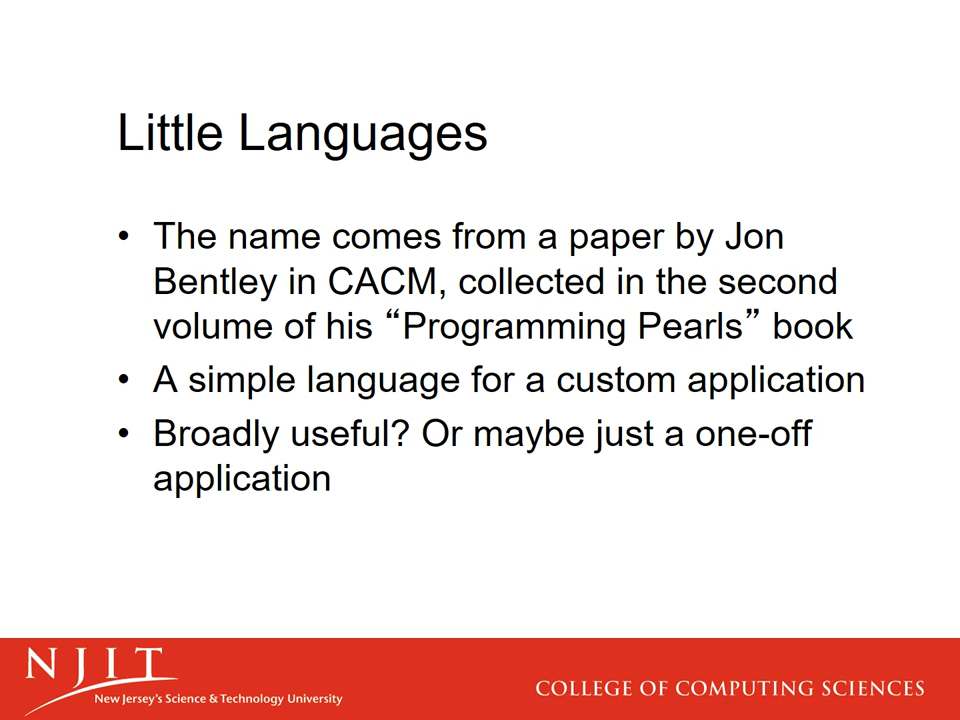 Little Languages
• The name comes from a paper by Jon
Bentley in CACM, collected in the second
volume of his “Programming Pearls” book
• A simple language for a custom application
• Broadly useful? Or maybe just a one-off
application
NJIT
New Jersey's Science & Technology University
COLLEGE OF COMPUTING SCIENCES